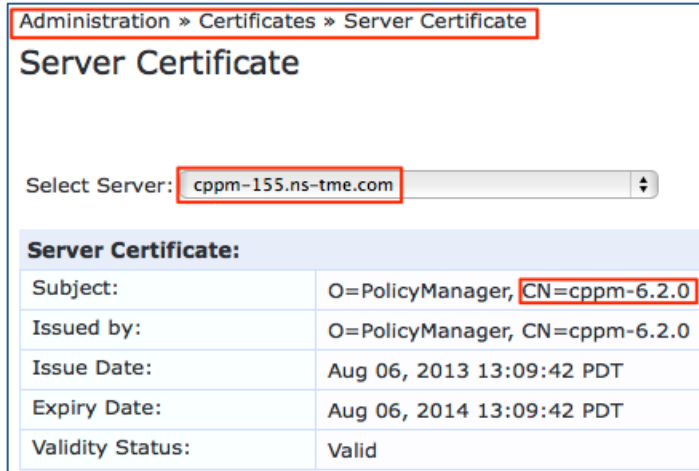 Administration » Certificates » Server Certificate
Server Certificate
Select Server: cppm-155.ns-tme.com
Server Certificate:
Subject: O=PolicyManager, CN=cppm-6.2.0
Issued by: O=PolicyManager, CN=cppm-6.2.0
Issue Date: Aug 06, 2013 13:09:42 PDT
Expiry Date: Aug 06, 2014 13:09:42 PDT
Validity Status: Valid